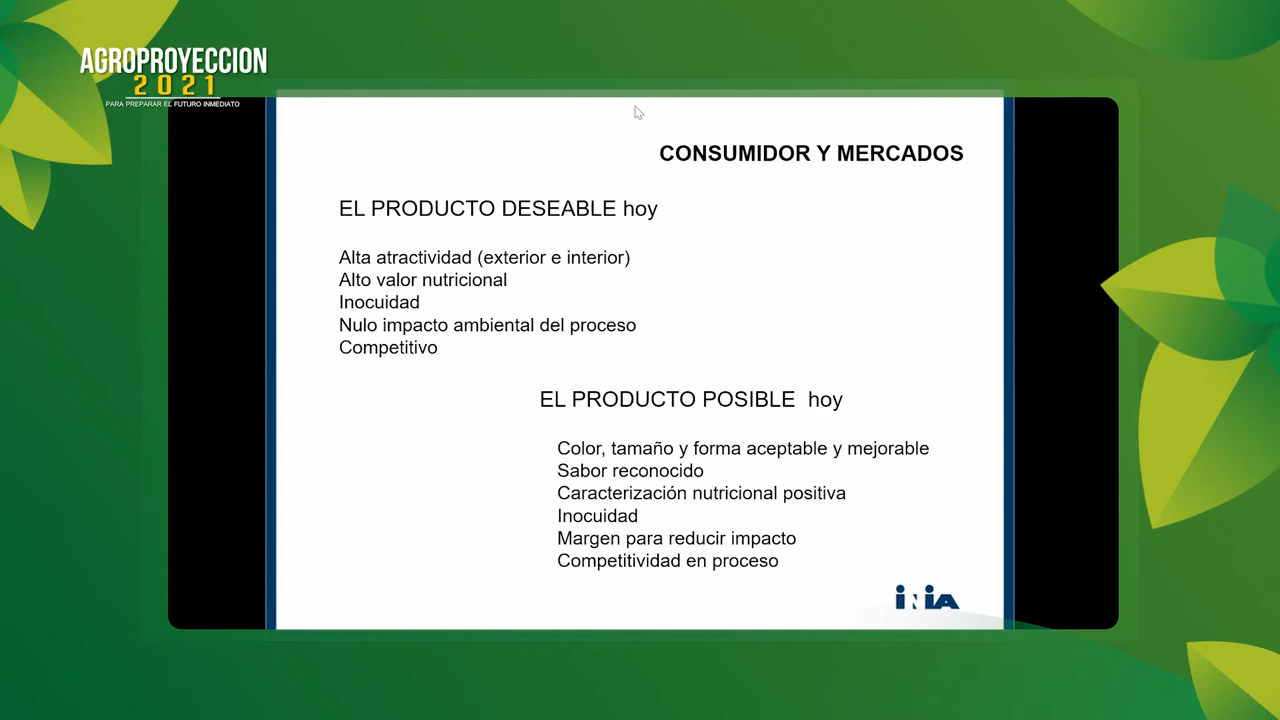 AGROPROYECCION
2021
PARA PREPARAR EL FUTURO INMEDIATO
CONSUMIDOR Y MERCADOS
EL PRODUCTO DESEABLE hoy
Alta atractividad (exterior e interior)
Alto valor nutricional
Inocuidad
Nulo impacto ambiental del proceso
Competitivo
EL PRODUCTO POSIBLE hoy
Color, tamaño y forma aceptable y mejorable
Sabor reconocido
Caracterización nutricional positiva
Inocuidad
Margen para reducir impacto
Competitividad en proceso
iNiA